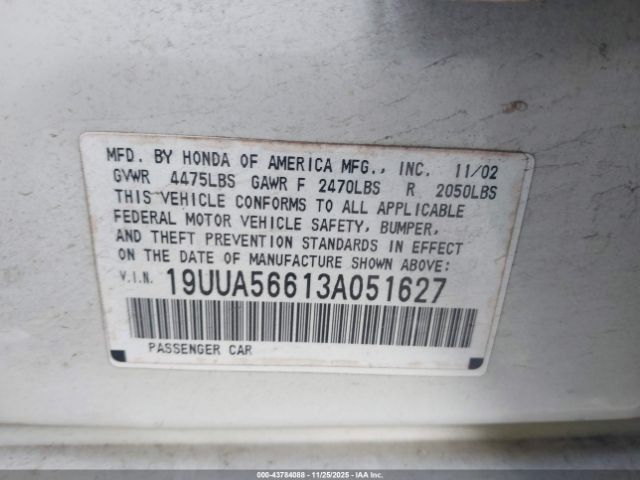 MFD. BY HONDA OF AMERICA MFG., INC. 11/02
GVWR 4475LBS GAWR F 2470LBS R 2050LBS
THIS VEHICLE CONFORMS TO ALL APPLICABLE
FEDERAL MOTOR VEHICLE SAFETY, BUMPER,
AND THEFT PREVENTION STANDARDS IN EFFECT
ON THE DATE OF MANUFACTURE SHOWN ABOVE:
V.I.N. 19UUA56613A051627
PASSENGER CAR
000-43784088 - 11/25/2025 - IAA Inc.